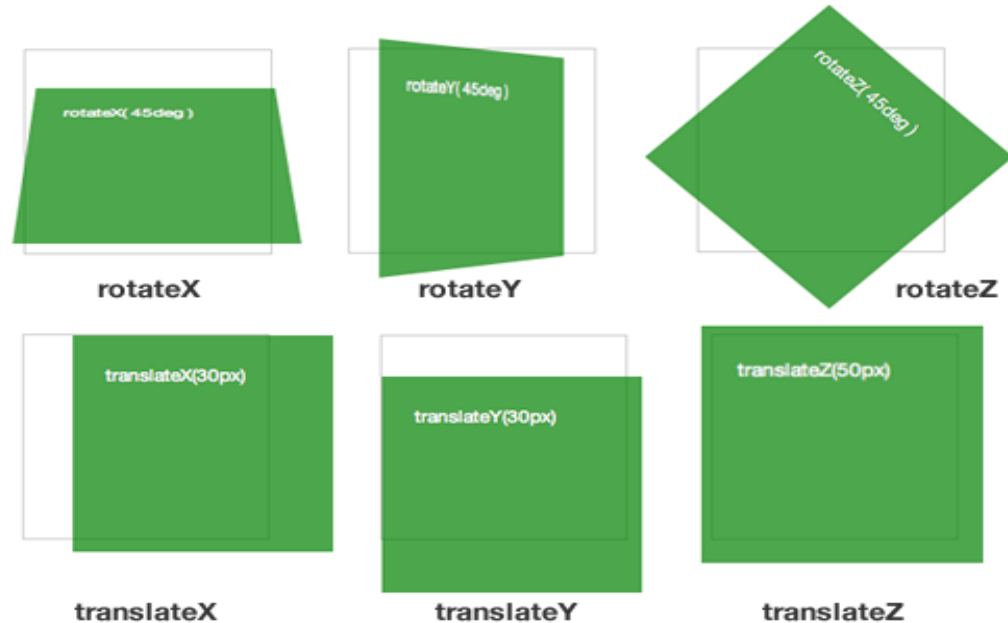 rotateX( 45deg )
rotateY( 45deg )
rotateZ( 45deg )
rotateX
rotateY
rotateZ
translateX(30px)
translateY(30px)
translateZ(50px)
translateX
translateY
translateZ